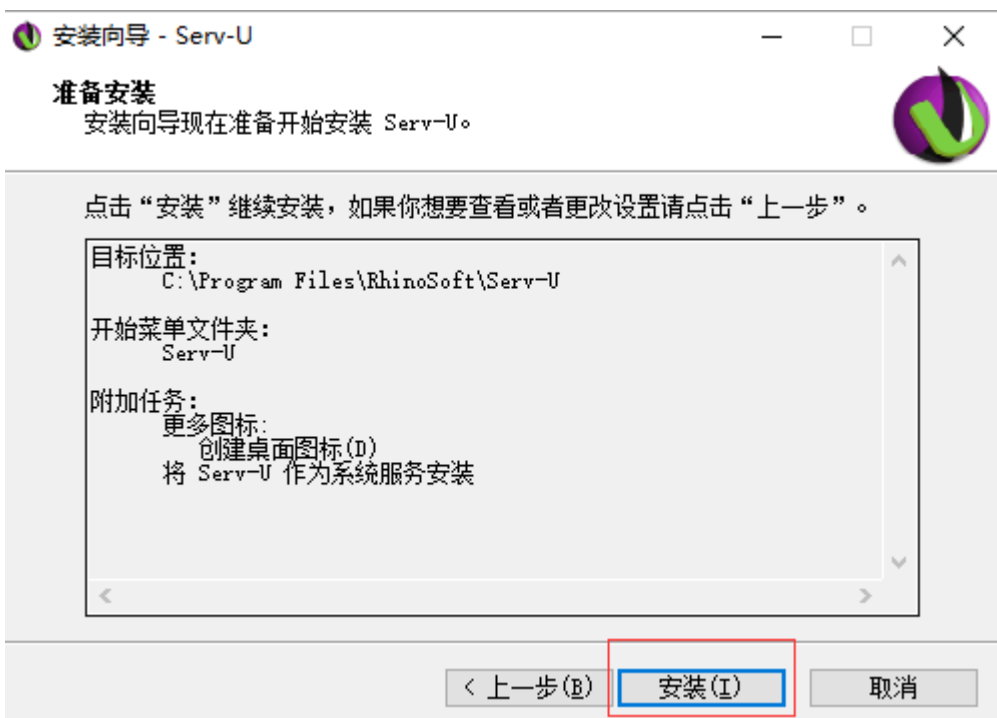 安装向导 - Serv-U
准备安装
安装向导现在准备开始安装 Serv-U。
点击“安装”继续安装，如果你想要查看或者更改设置请点击“上一步”。
目标位置：
C:\Program Files\RhinoSoft\Serv-U
开始菜单文件夹：
Serv-U
附加任务：
更多图标:
创建桌面图标(D)
将 Serv-U 作为系统服务安装
< 上一步(B) 安装(I) 取消